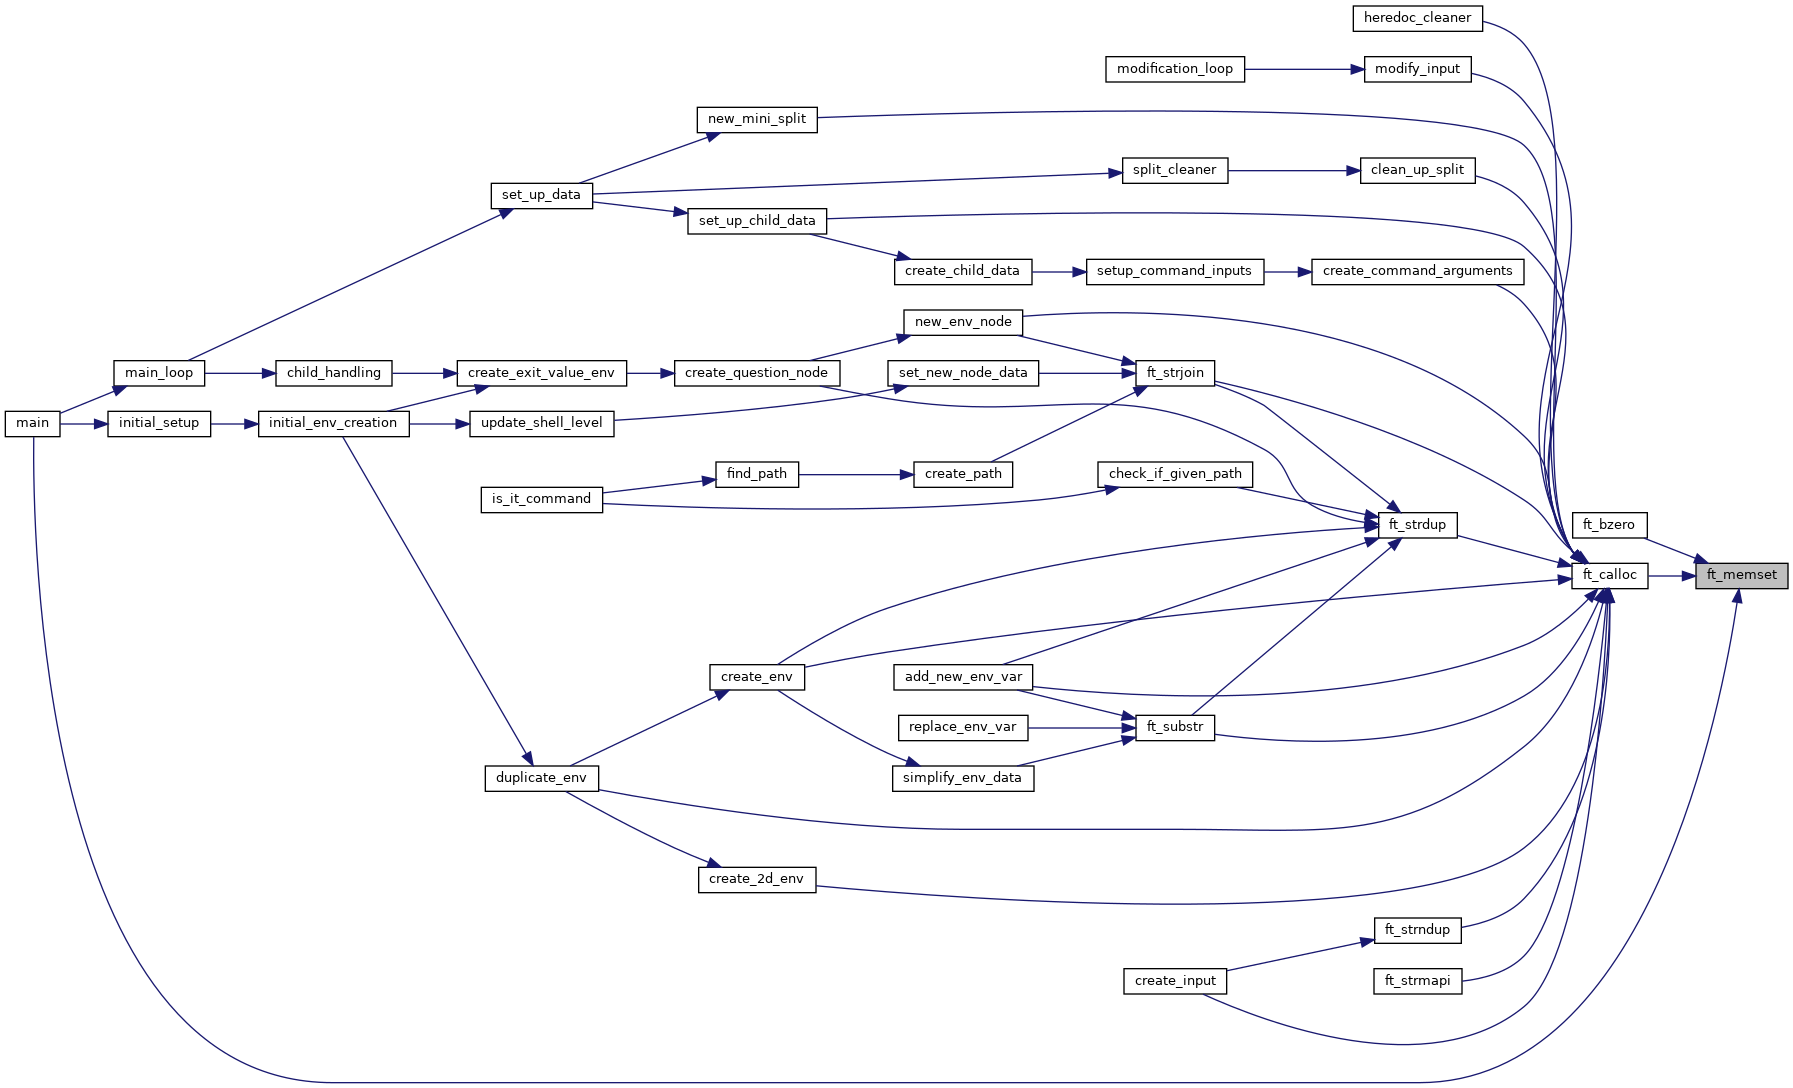 heredoc_cleaner
modification_loop
modify_input
new_mini_split
split_cleaner
clean_up_split
set_up_data
set_up_child_data
create_child_data
setup_command_inputs
create_command_arguments
new_env_node
main_loop
child_handling
create_exit_value_env
create_question_node
set_new_node_data
ft_strjoin
main
initial_setup
initial_env_creation
update_shell_level
find_path
create_path
check_if_given_path
is_it_command
ft_strdup
ft_bzero
ft_calloc
ft_memset
create_env
add_new_env_var
replace_env_var
ft_substr
duplicate_env
simplify_env_data
create_2d_env
ft_strndup
create_input
ft_strmapi